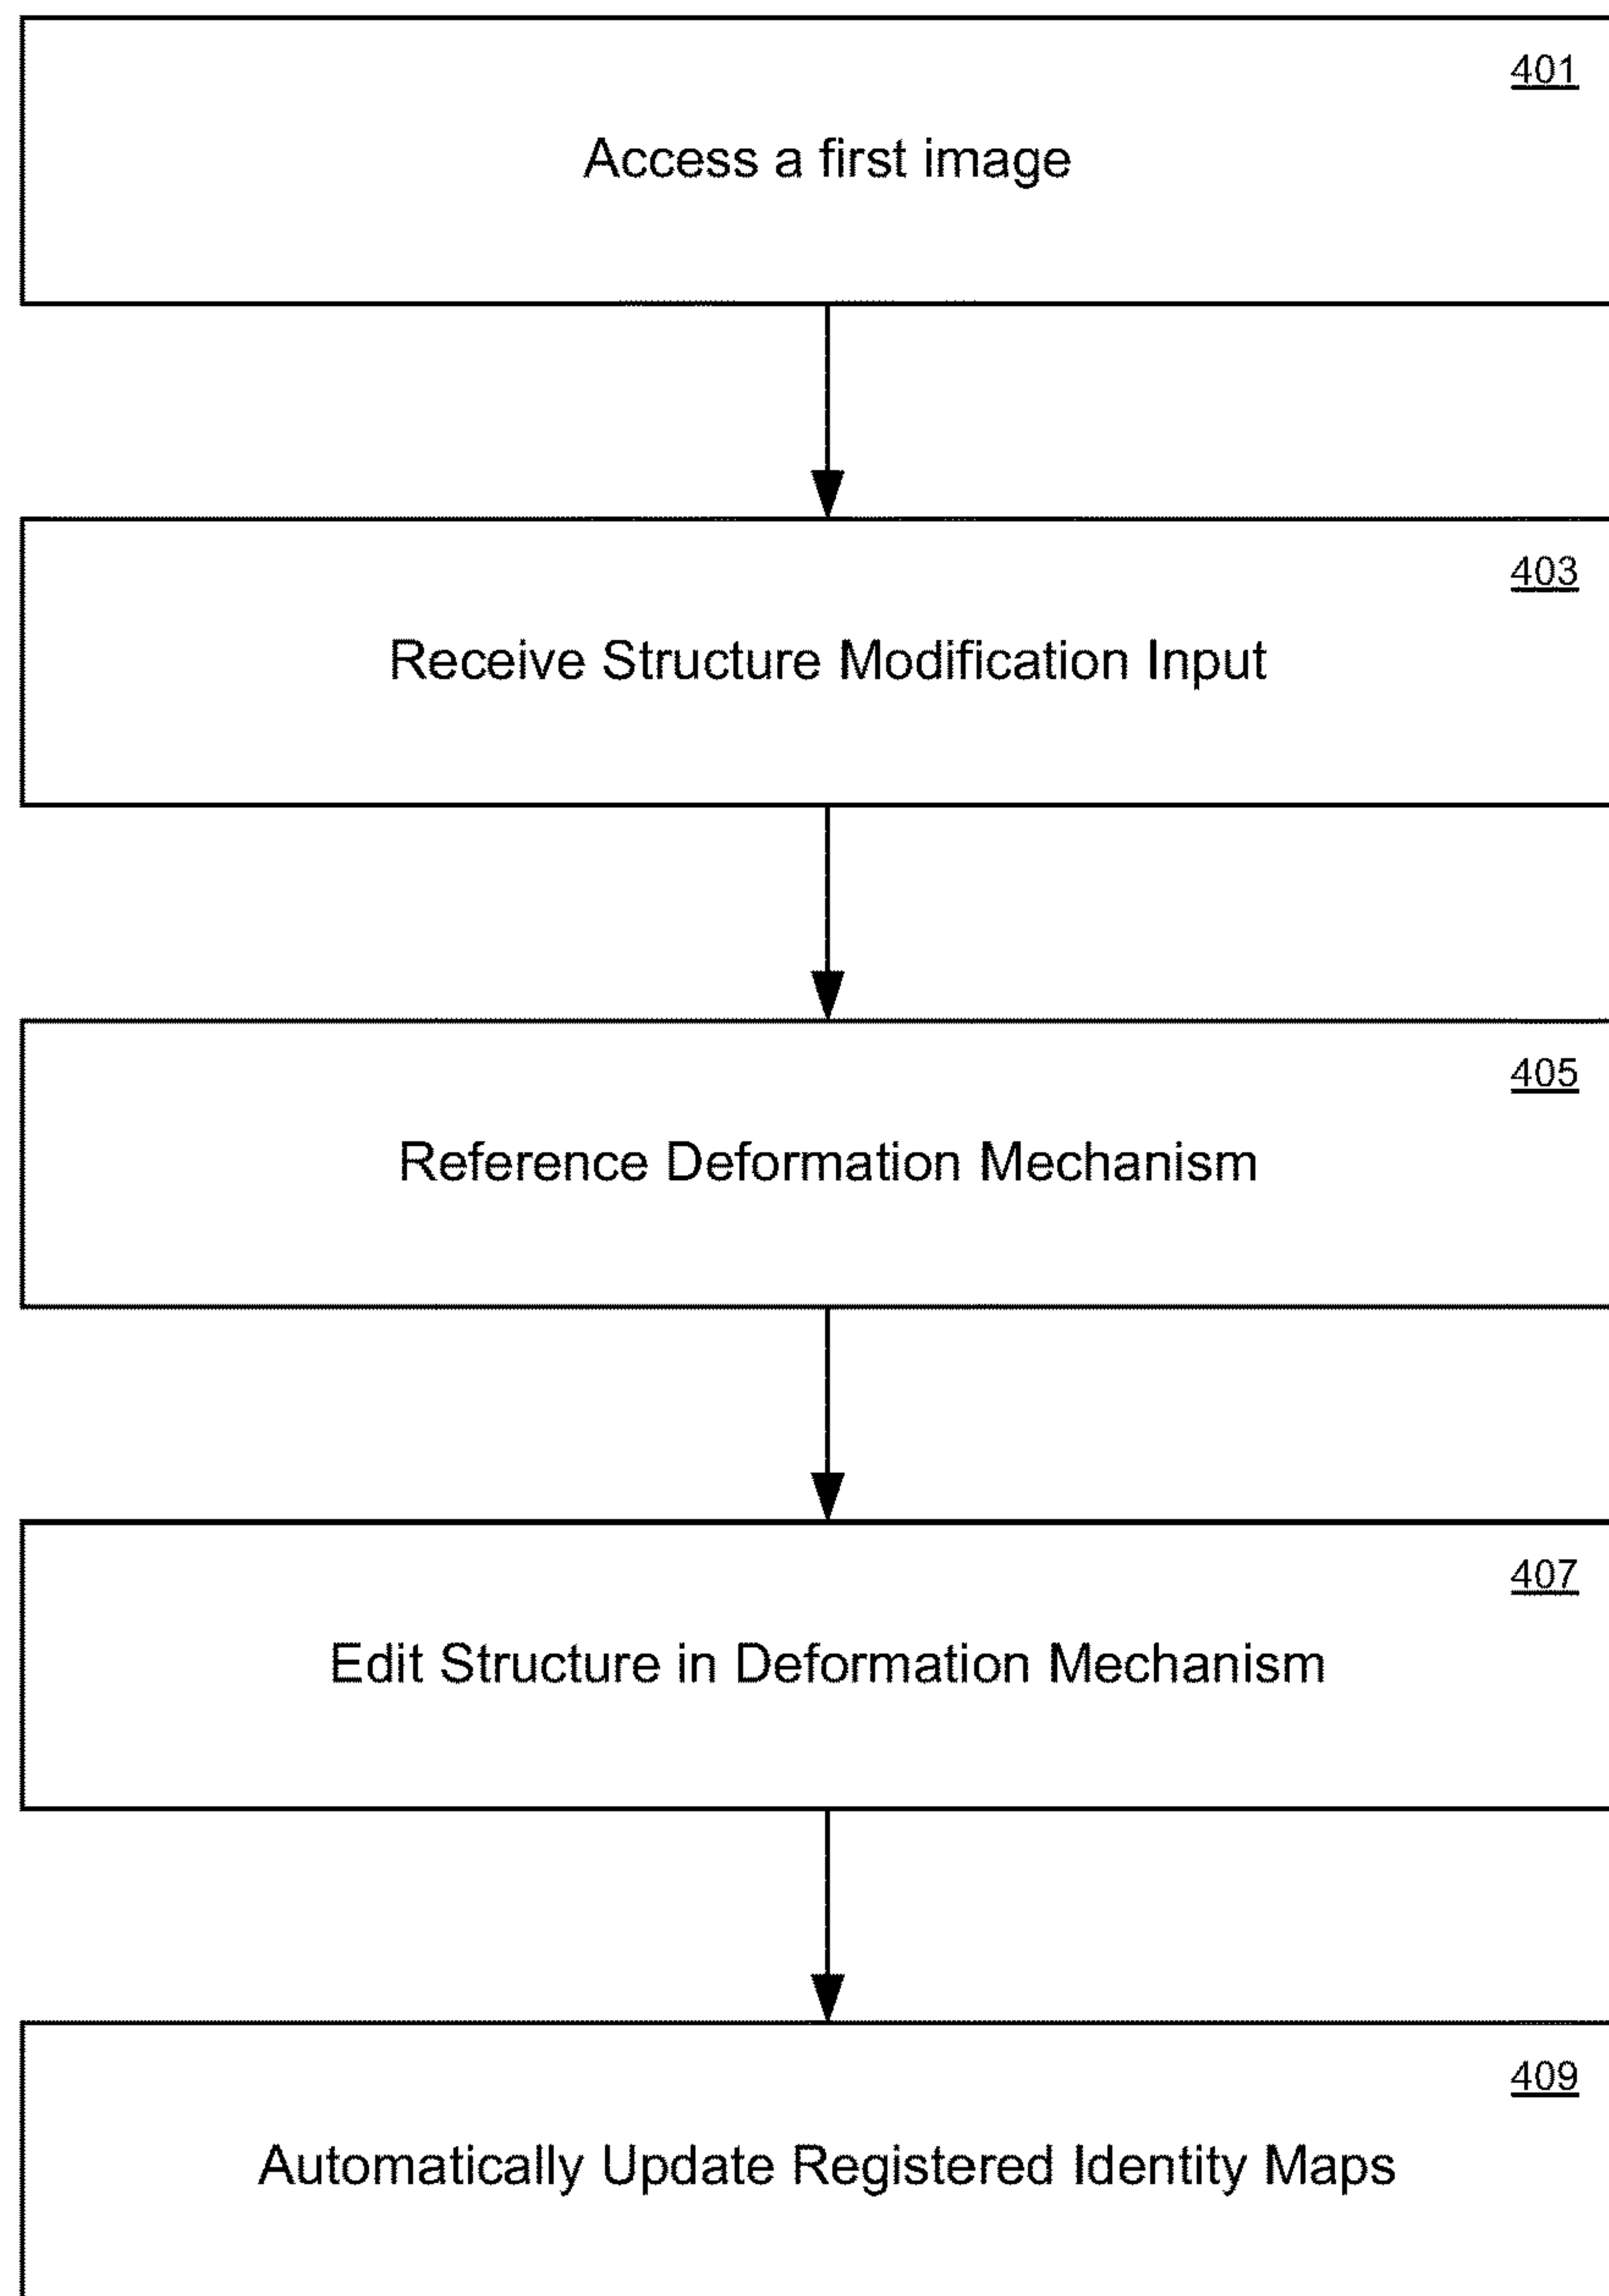 401
Access a first image
403
Receive Structure Modification Input
405
Reference Deformation Mechanism
407
Edit Structure in Deformation Mechanism
409
Automatically Update Registered Identity Maps